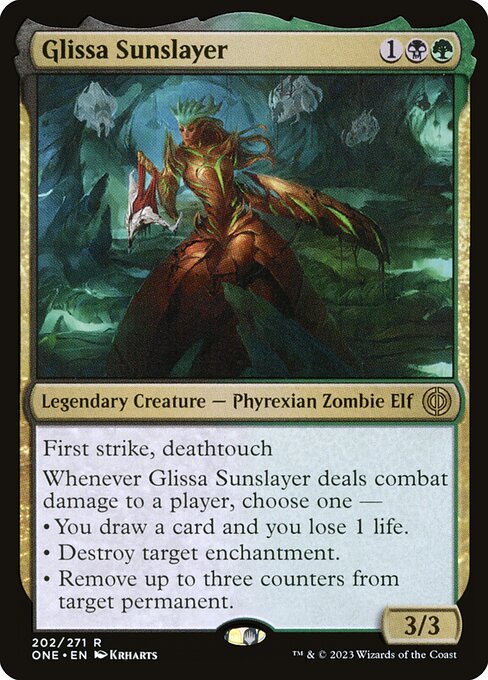 Glissa Sunslayer 1
Legendary Creature — Phyrexian Zombie Elf
First strike, deathtouch
Whenever Glissa Sunslayer deals combat
damage to a player, choose one —
• You draw a card and you lose 1 life.
• Destroy target enchantment.
• Remove up to three counters from
target permanent.
3/3
202/271 R
ONE • EN KRHARTS
™ & © 2023 Wizards of the Coast